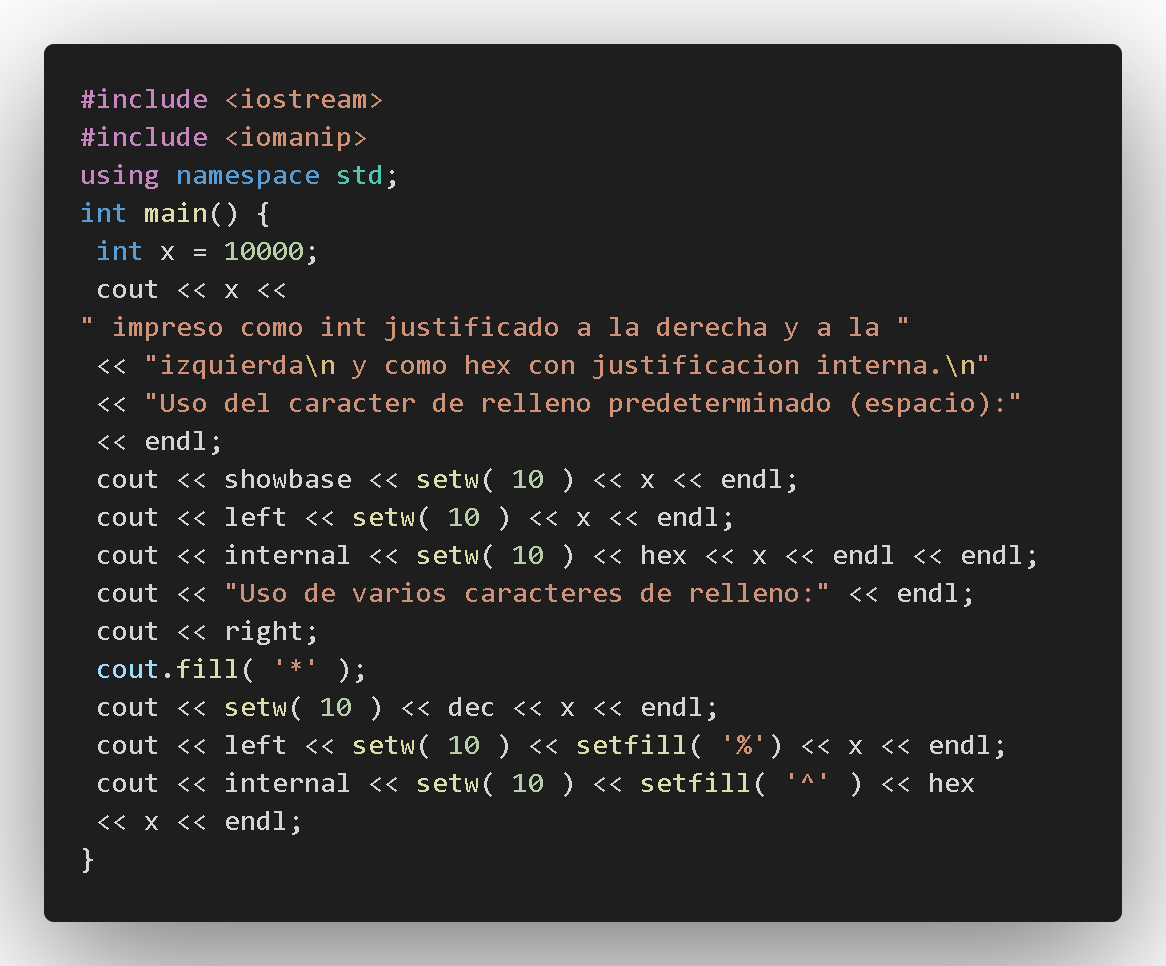 #include <iostream>
#include <iomanip>
using namespace std;
int main() {
 int x = 10000;
 cout << x <<
" impreso como int justificado a la derecha y a la "
 << "izquierda\n y como hex con justificacion interna.\n"
 << "Uso del caracter de relleno predeterminado (espacio):"
 << endl;
 cout << showbase << setw( 10 ) << x << endl;
 cout << left << setw( 10 ) << x << endl;
 cout << internal << setw( 10 ) << hex << x << endl << endl;
 cout << "Uso de varios caracteres de relleno:" << endl;
 cout << right;
 cout.fill( '*' );
 cout << setw( 10 ) << dec << x << endl;
 cout << left << setw( 10 ) << setfill( '%') << x << endl;
 cout << internal << setw( 10 ) << setfill( '^' ) << hex
 << x << endl;
}